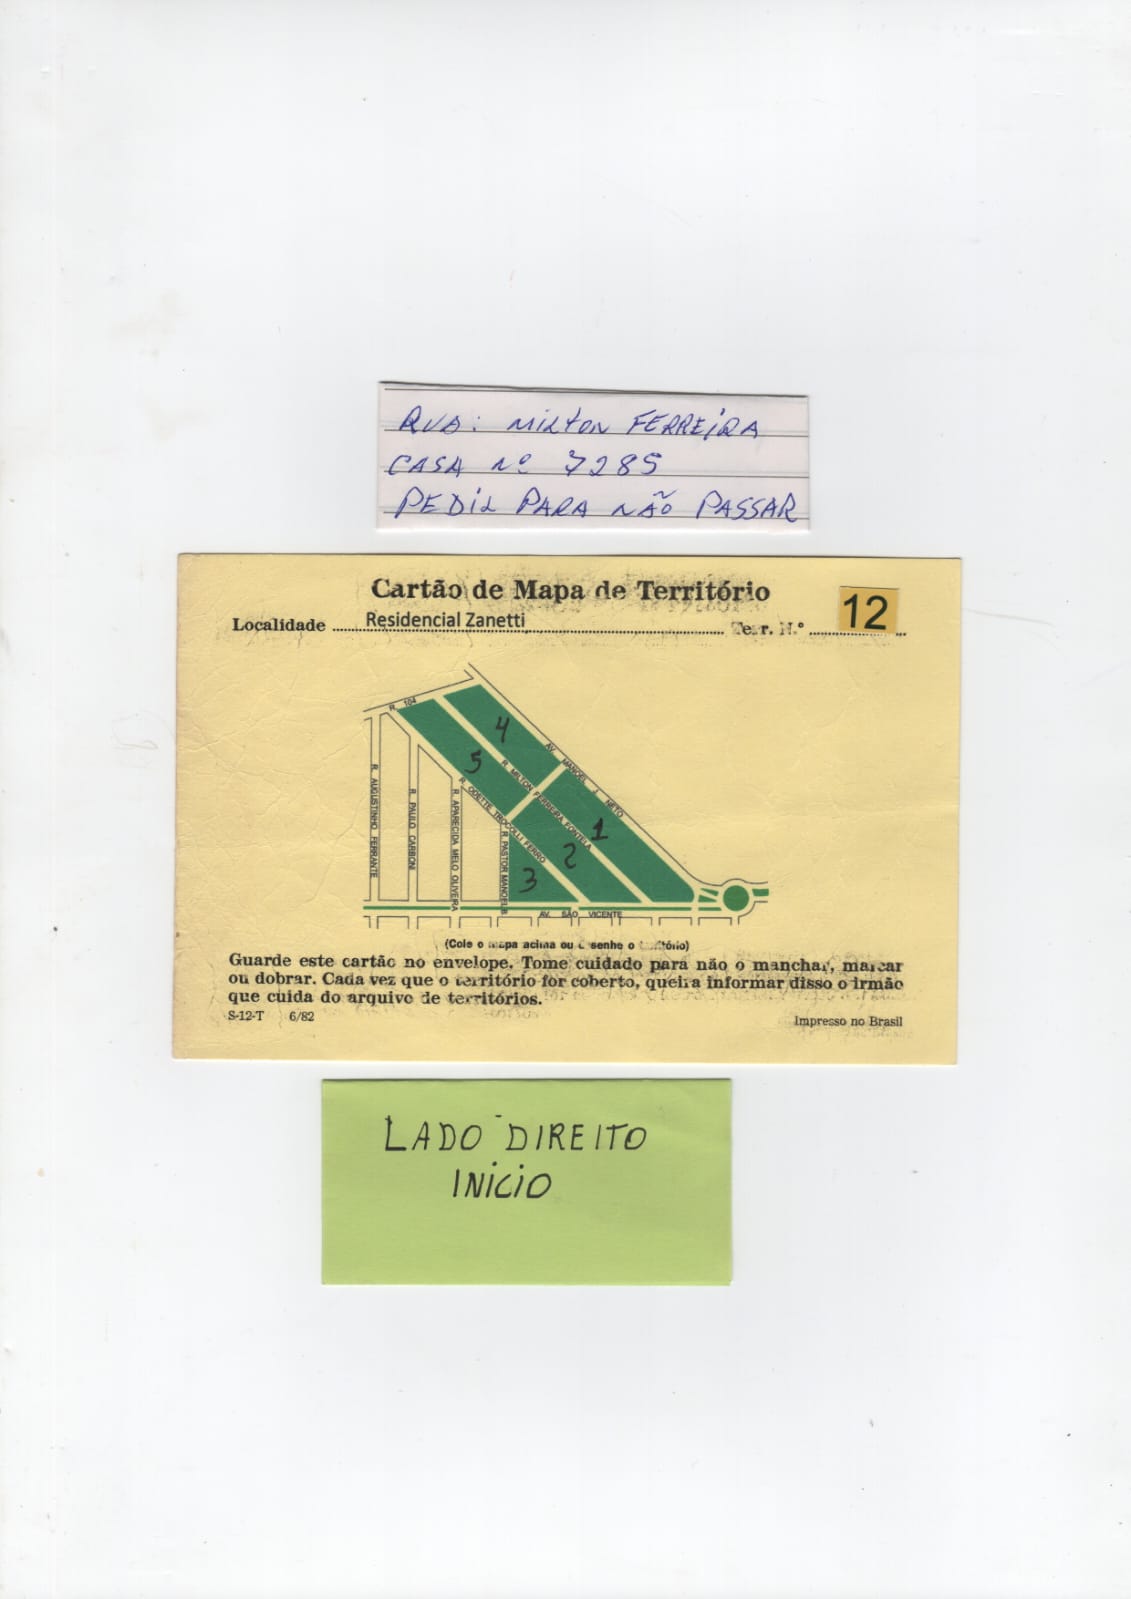 RUA: MILTON FERREIRA
CASA Nº 7285
PEDIL PARA NÃO PASSAR
Cartão de Mapa de Território
Localidade Residencial Zanetti Terr. N.º 12
R. 104
4
AV. MANOEL J. NETO
5
R. MILTON FERREIRA FONTELA
R. AUGUSTINHO FERRANTE
R. PAULO CARBONI
R. APARECIDA MELO OLIVEIRA
R. ODETTE TROCOLLI FERRO
R. PASTOR MANOEL B.
1
2
3
AV. SÃO VICENTE
(Cole o mapa acima ou desenhe o território)
Guarde este cartão no envelope. Tome cuidado para não o manchar, marcar
ou dobrar. Cada vez que o território for coberto, queira informar disso o irmão
que cuida do arquivo de territórios.
S-12-T 6/82 Impresso no Brasil
LADO DIREITO
INÍCIO